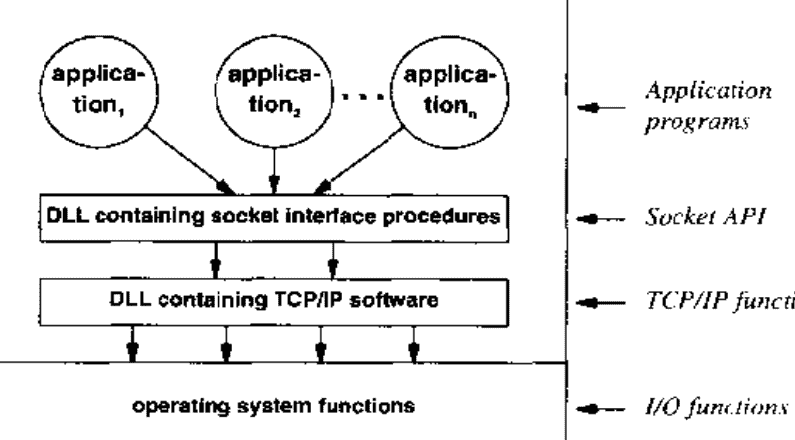 applica-
tion1
applica-
tion2
...
applica-
tionn
Application
programs
DLL containing socket interface procedures
Socket API
DLL containing TCP/IP software
TCP/IP functi
operating system functions
I/O functions